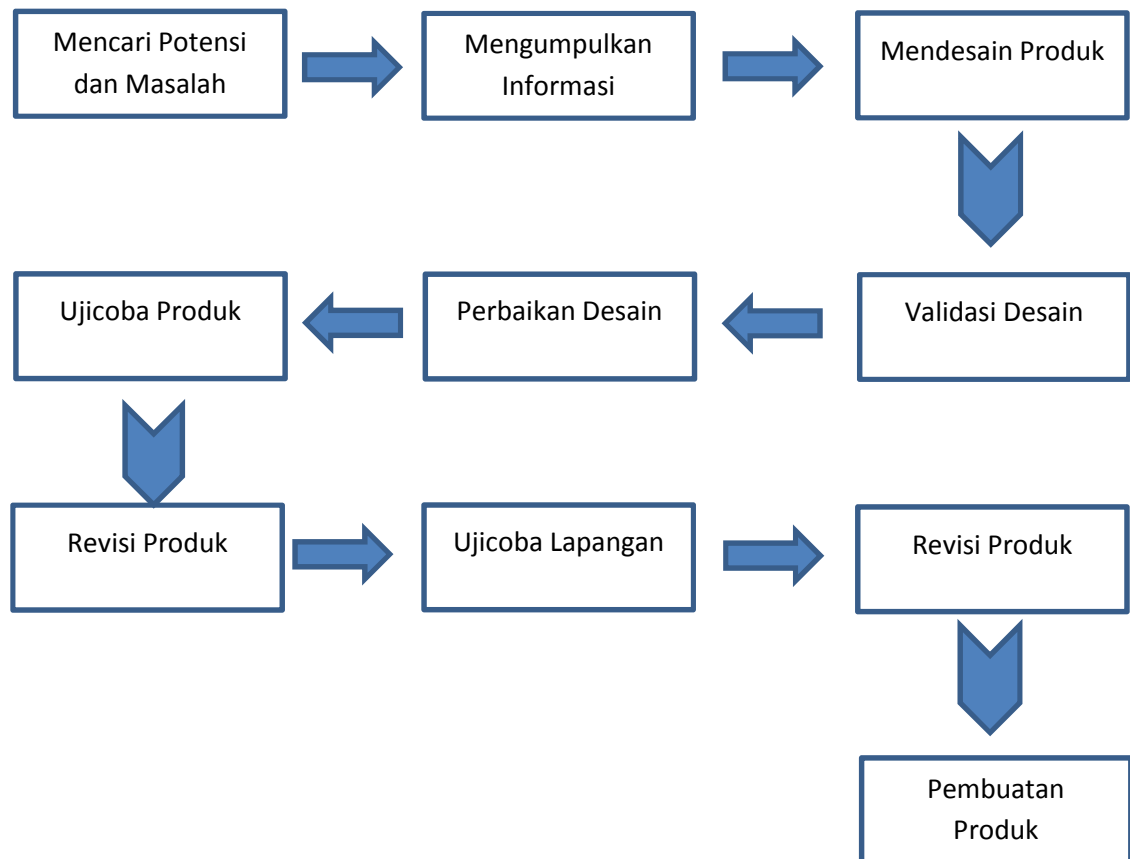 Mencari Potensi
dan Masalah
Mengumpulkan
Informasi
Mendesain Produk
Validasi Desain
Perbaikan Desain
Ujicoba Produk
Revisi Produk
Ujicoba Lapangan
Revisi Produk
Pembuatan
Produk